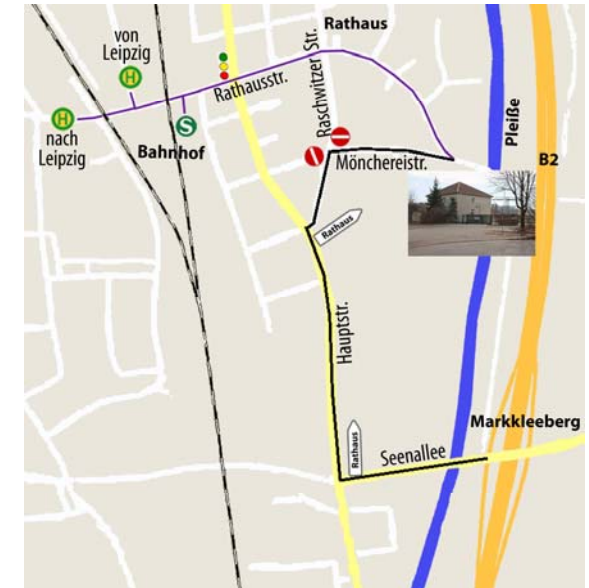 Rathaus
von
Leipzig
H
Raschwitzer Str.
Rathausstr.
H
S
nach
Leipzig
Bahnhof
Mönchereistr.
Pleiße
B2
Rathaus
Hauptstr.
Markkleeberg
Rathaus
Seenallee